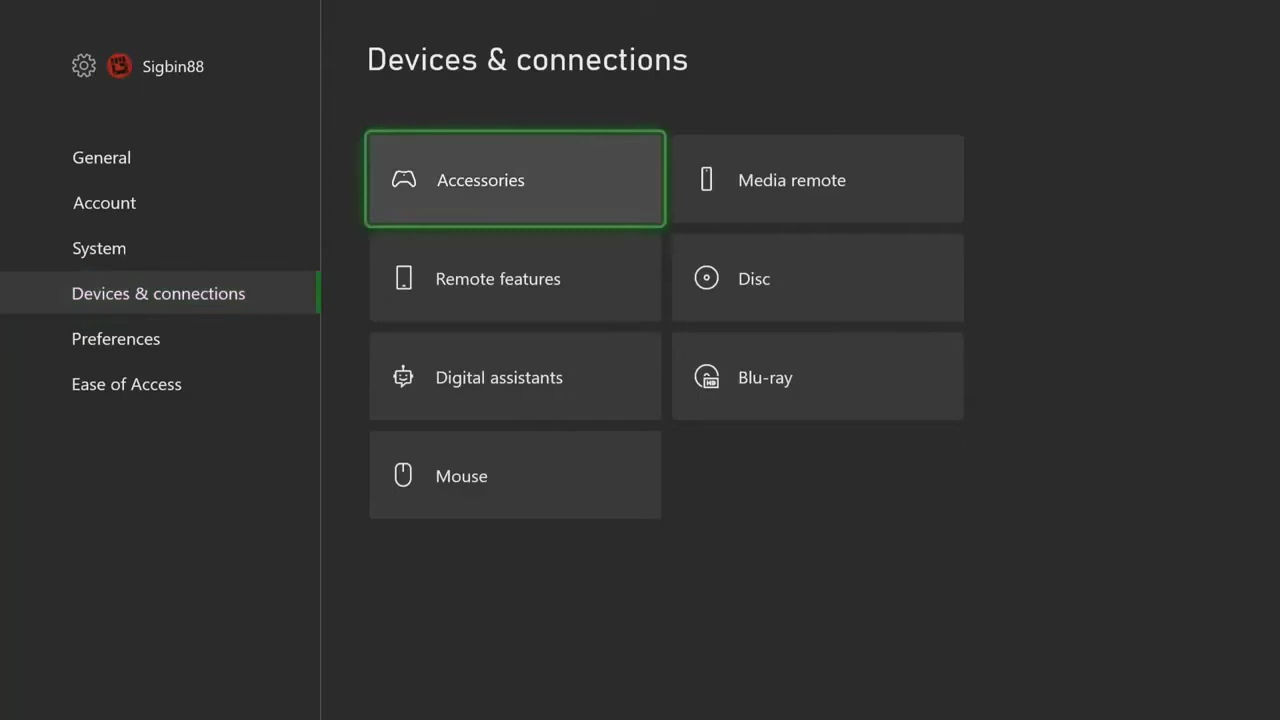 Sigbin88
General
Account
System
Devices & connections
Preferences
Ease of Access
Devices & connections
Accessories
Media remote
Remote features
Disc
Digital assistants
HD
Blu-ray
Mouse